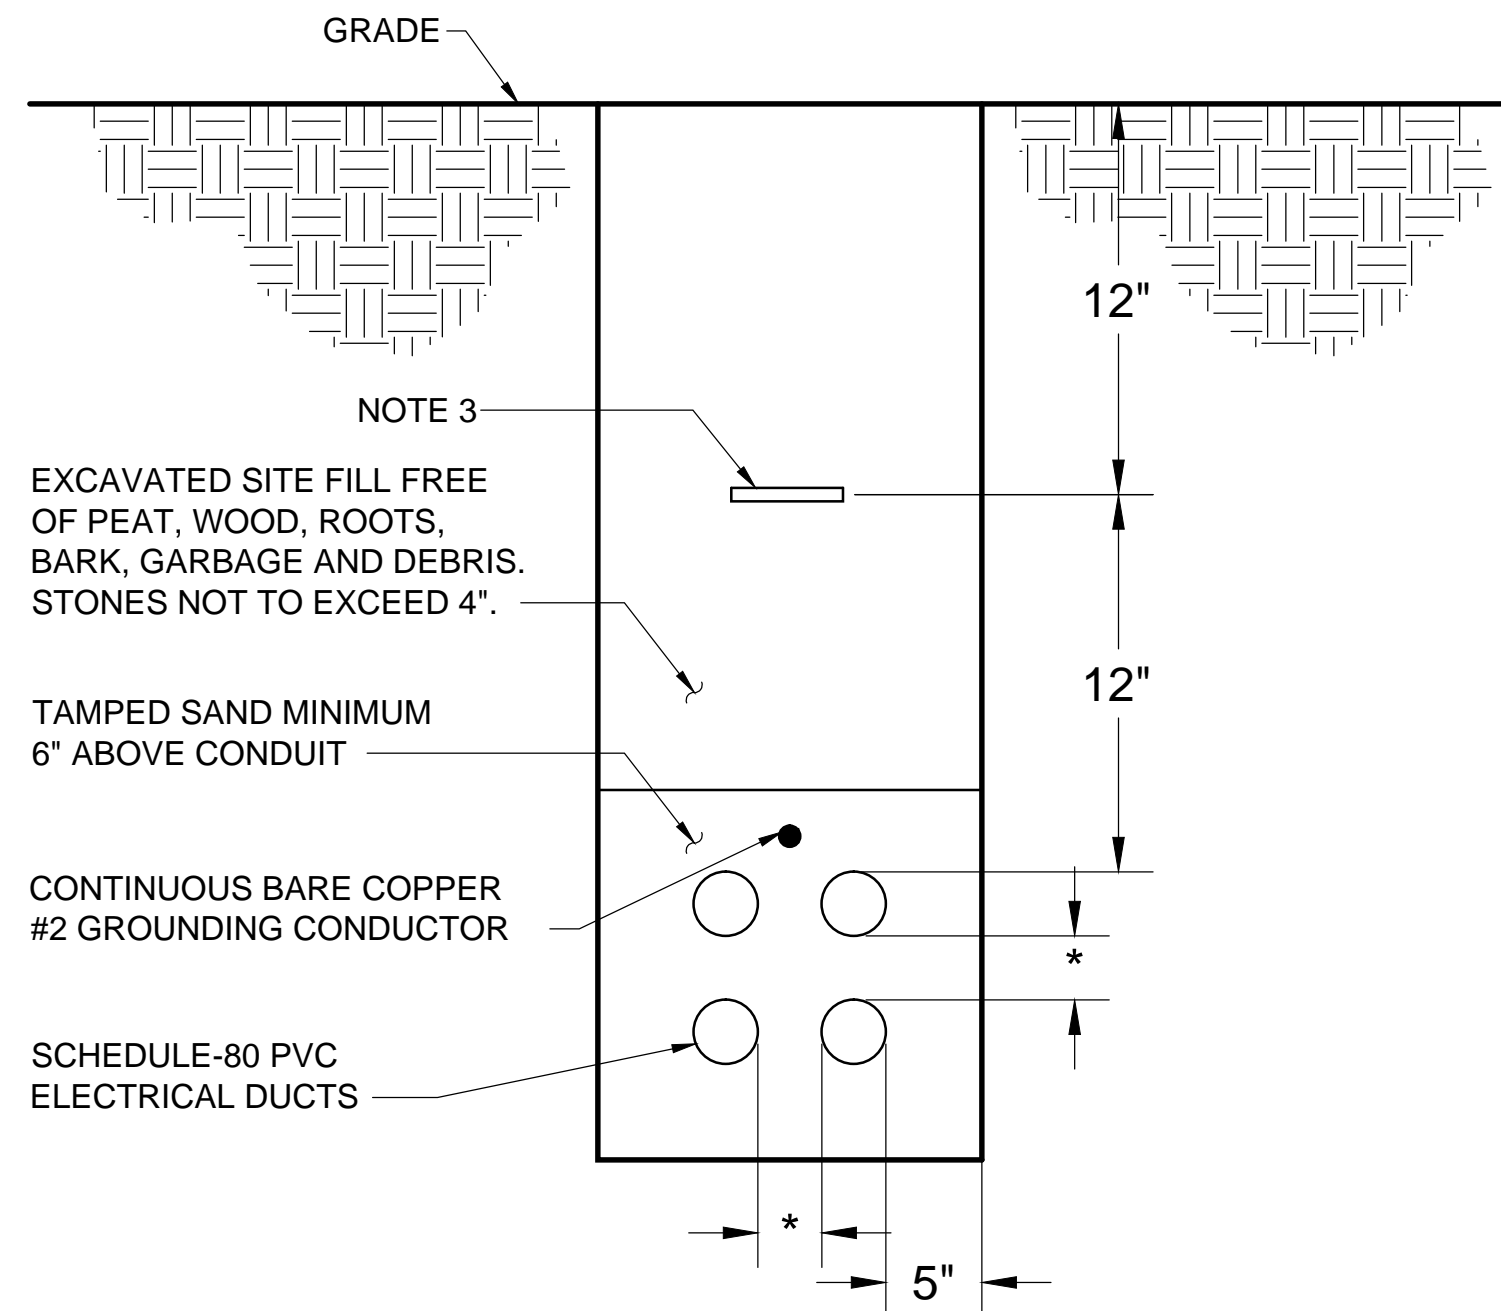 GRADE
12"
NOTE 3
EXCAVATED SITE FILL FREE
OF PEAT, WOOD, ROOTS,
BARK, GARBAGE AND DEBRIS.
STONES NOT TO EXCEED 4".
12"
TAMPED SAND MINIMUM
6" ABOVE CONDUIT
CONTINUOUS BARE COPPER
#2 GROUNDING CONDUCTOR
*
SCHEDULE-80 PVC
ELECTRICAL DUCTS
*
5"